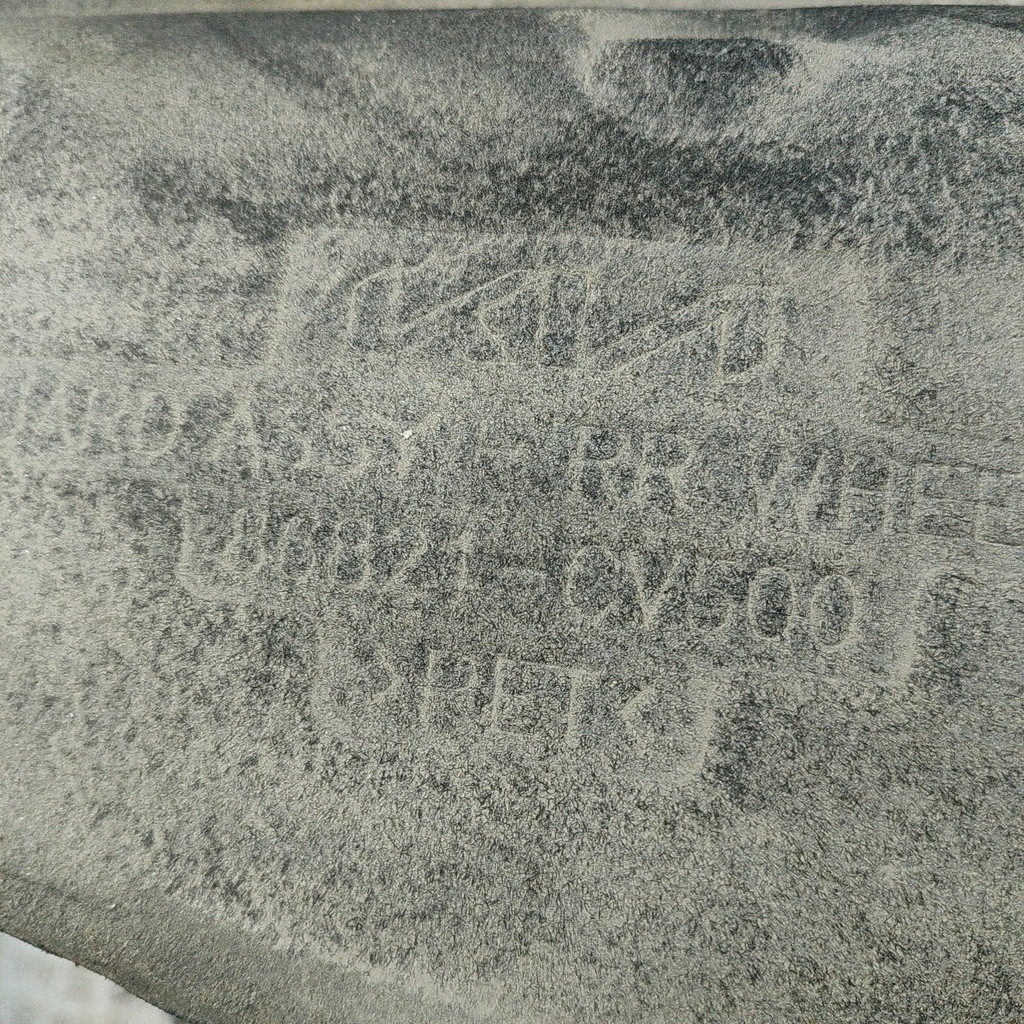 KIA
GUARD ASSY - RR WHEEL
86821-CV500
>PET<